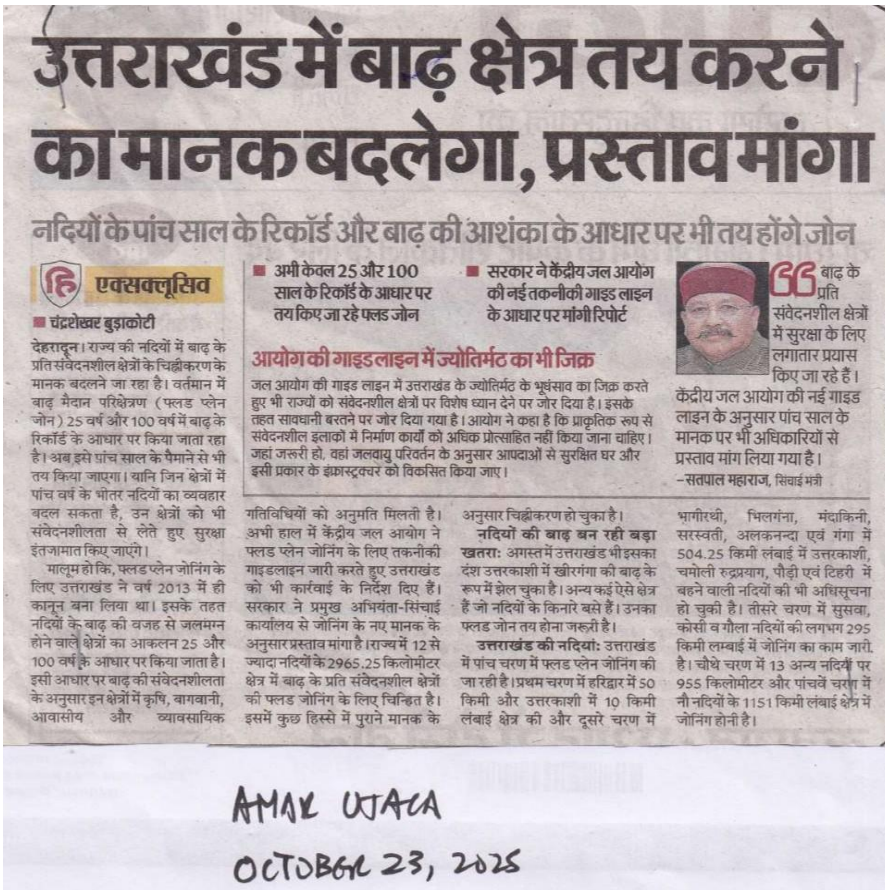 उत्तराखंड में बाढ़ क्षेत्र तय करने
का मानक बदलेगा, प्रस्ताव मांगा
नदियों के पांच साल के रिकॉर्ड और बाढ़ की आशंका के आधार पर भी तय होंगे जोन
हि एक्सक्लूसिव
■ चंद्रशेखर बुड़ाकोटी
देहरादून। राज्य की नदियों में बाढ़ के
प्रति संवेदनशील क्षेत्रों के चिह्नीकरण के
मानक बदलने जा रहा है। वर्तमान में
बाढ़ मैदान परिक्षेत्रण (फ्लड प्लेन
जोन) 25 वर्ष और 100 वर्ष में बाढ़ के
रिकॉर्ड के आधार पर किया जाता रहा
है। अब इसे पांच साल के पैमाने से भी
तय किया जाएगा। यानि जिन क्षेत्रों में
पांच वर्ष के भीतर नदियों का व्यवहार
बदल सकता है, उन क्षेत्रों को भी
संवेदनशीलता से लेते हुए सुरक्षा
इंतजामात किए जाएंगे।
मालूम हो कि, फ्लड प्लेन जोनिंग के
लिए उत्तराखंड ने वर्ष 2013 में ही
कानून बना लिया था। इसके तहत
नदियों के बाढ़ की वजह से जलमग्न
होने वाले क्षेत्रों का आकलन 25 और
100 वर्ष के आधार पर किया जाता है।
इसी आधार पर बाढ़ की संवेदनशीलता
के अनुसार इन क्षेत्रों में कृषि, बागवानी,
आवासीय और व्यावसायिक
■ अभी केवल 25 और 100
साल के रिकॉर्ड के आधार पर
तय किए जा रहे फ्लड जोन
■ सरकार ने केंद्रीय जल आयोग
की नई तकनीकी गाइड लाइन
के आधार पर मांगी रिपोर्ट
आयोग की गाइड लाइन में ज्योतिर्मठ का भी जिक्र
जल आयोग की गाइड लाइन में उत्तराखंड के ज्योतिर्मठ के भूधंसाव का जिक्र करते
हुए भी राज्यों को संवेदनशील क्षेत्रों पर विशेष ध्यान देने पर जोर दिया है। इसके
तहत सावधानी बरतने पर जोर दिया गया है। आयोग ने कहा है कि प्राकृतिक रूप से
संवेदनशील इलाकों में निर्माण कार्यों को अधिक प्रोत्साहित नहीं किया जाना चाहिए।
जहां जरूरी हो, वहां जलवायु परिवर्तन के अनुसार आपदाओं से सुरक्षित घर और
इसी प्रकार के इंफ्रास्ट्रक्चर को विकसित किया जाए।
बाढ़ के
प्रति
संवेदनशील क्षेत्रों
में सुरक्षा के लिए
लगातार प्रयास
किए जा रहे हैं।
केंद्रीय जल आयोग की नई गाइड
लाइन के अनुसार पांच साल के
मानक पर भी अधिकारियों से
प्रस्ताव मांग लिया गया है।
–सतपाल महाराज, सिंचाई मंत्री
गतिविधियों को अनुमति मिलती है।
अभी हाल में केंद्रीय जल आयोग ने
फ्लड प्लेन जोनिंग के लिए तकनीकी
गाइडलाइन जारी करते हुए उत्तराखंड
को भी कार्रवाई के निर्देश दिए हैं।
सरकार ने प्रमुख अभियंता-सिंचाई
कार्यालय से जोनिंग के नए मानक के
अनुसार प्रस्ताव मांगा है। राज्य में 12 से
ज्यादा नदियों के 2965.25 किलोमीटर
क्षेत्र में बाढ़ के प्रति संवेदनशील क्षेत्रों
की फ्लड जोनिंग के लिए चिन्हित है।
इसमें कुछ हिस्से में पुराने मानक के
अनुसार चिह्नीकरण हो चुका है।
नदियों की बाढ़ बन रही बड़ा
खतरा: अगस्त में उत्तराखंड भी इसका
दंश उत्तरकाशी में खीरगंगा की बाढ़ के
रूप में झेल चुका है। अन्य कई ऐसे क्षेत्र
हैं जो नदियों के किनारे बसे हैं। उनका
फ्लड जोन तय होना जरूरी है।
उत्तराखंड की नदियां: उत्तराखंड
में पांच चरण में फ्लड प्लेन जोनिंग की
जा रही है। प्रथम चरण में हरिद्वार में 50
किमी और उत्तरकाशी में 10 किमी
लंबाई क्षेत्र की और दूसरे चरण में
भागीरथी, भिलगंना, मंदाकिनी,
सरस्वती, अलकनन्दा एवं गंगा में
504.25 किमी लंबाई में उत्तरकाशी,
चमोली रुद्रप्रयाग, पौड़ी एवं टिहरी में
बहने वाली नदियों की भी अधिसूचना
हो चुकी है। तीसरे चरण में सुसवा,
कोसी व गौला नदियों की लगभग 295
किमी लम्बाई में जोनिंग का काम जारी
है। चौथे चरण में 13 अन्य नदियों पर
955 किलोमीटर और पांचवें चरण में
नौ नदियों के 1151 किमी लंबाई क्षेत्र में
जोनिंग होनी है।
AMAR UJALA
OCTOBER 23, 2025